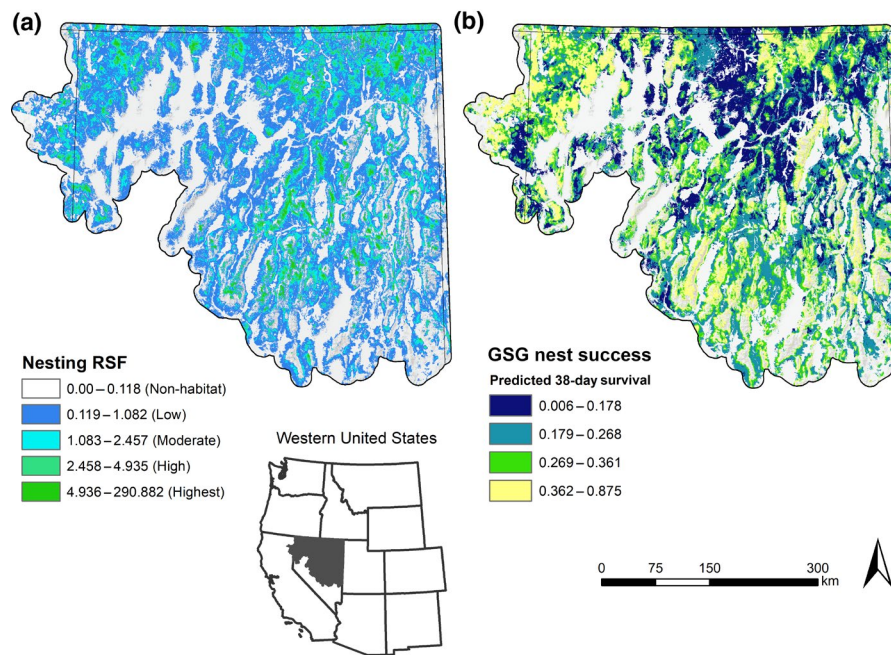 (a)
(b)
Nesting RSF
0.00–0.118 (Non-habitat)
0.119–1.082 (Low)
1.083–2.457 (Moderate)
2.458–4.935 (High)
4.936–290.882 (Highest)
Western United States
GSG nest success
Predicted 38-day survival
0.006–0.178
0.179–0.268
0.269–0.361
0.362–0.875
0 75 150 300
km